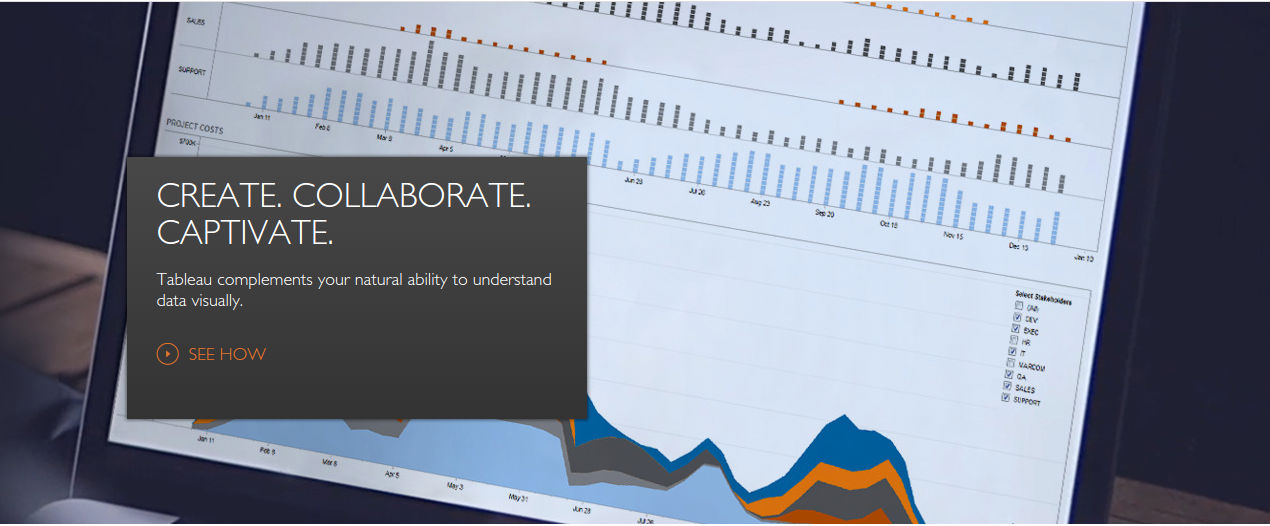 SALES
SUPPORT
Jan 11
Feb 8
Mar 8
Apr 5
Jun 28
Jul 26
Aug 23
Sep 20
Oct 18
Nov 15
Dec 13
Jan 10
PROJECT COSTS
$700K
CREATE. COLLABORATE.
CAPTIVATE.
Tableau complements your natural ability to understand
data visually.
SEE HOW
Select Stakeholders
(All)
DEV
EXEC
HR
IT
MARCOM
QA
SALES
SUPPORT
Jan 11
Feb 8
Mar 8
Apr 5
May 3
May 31
Jun 28
Jul 26